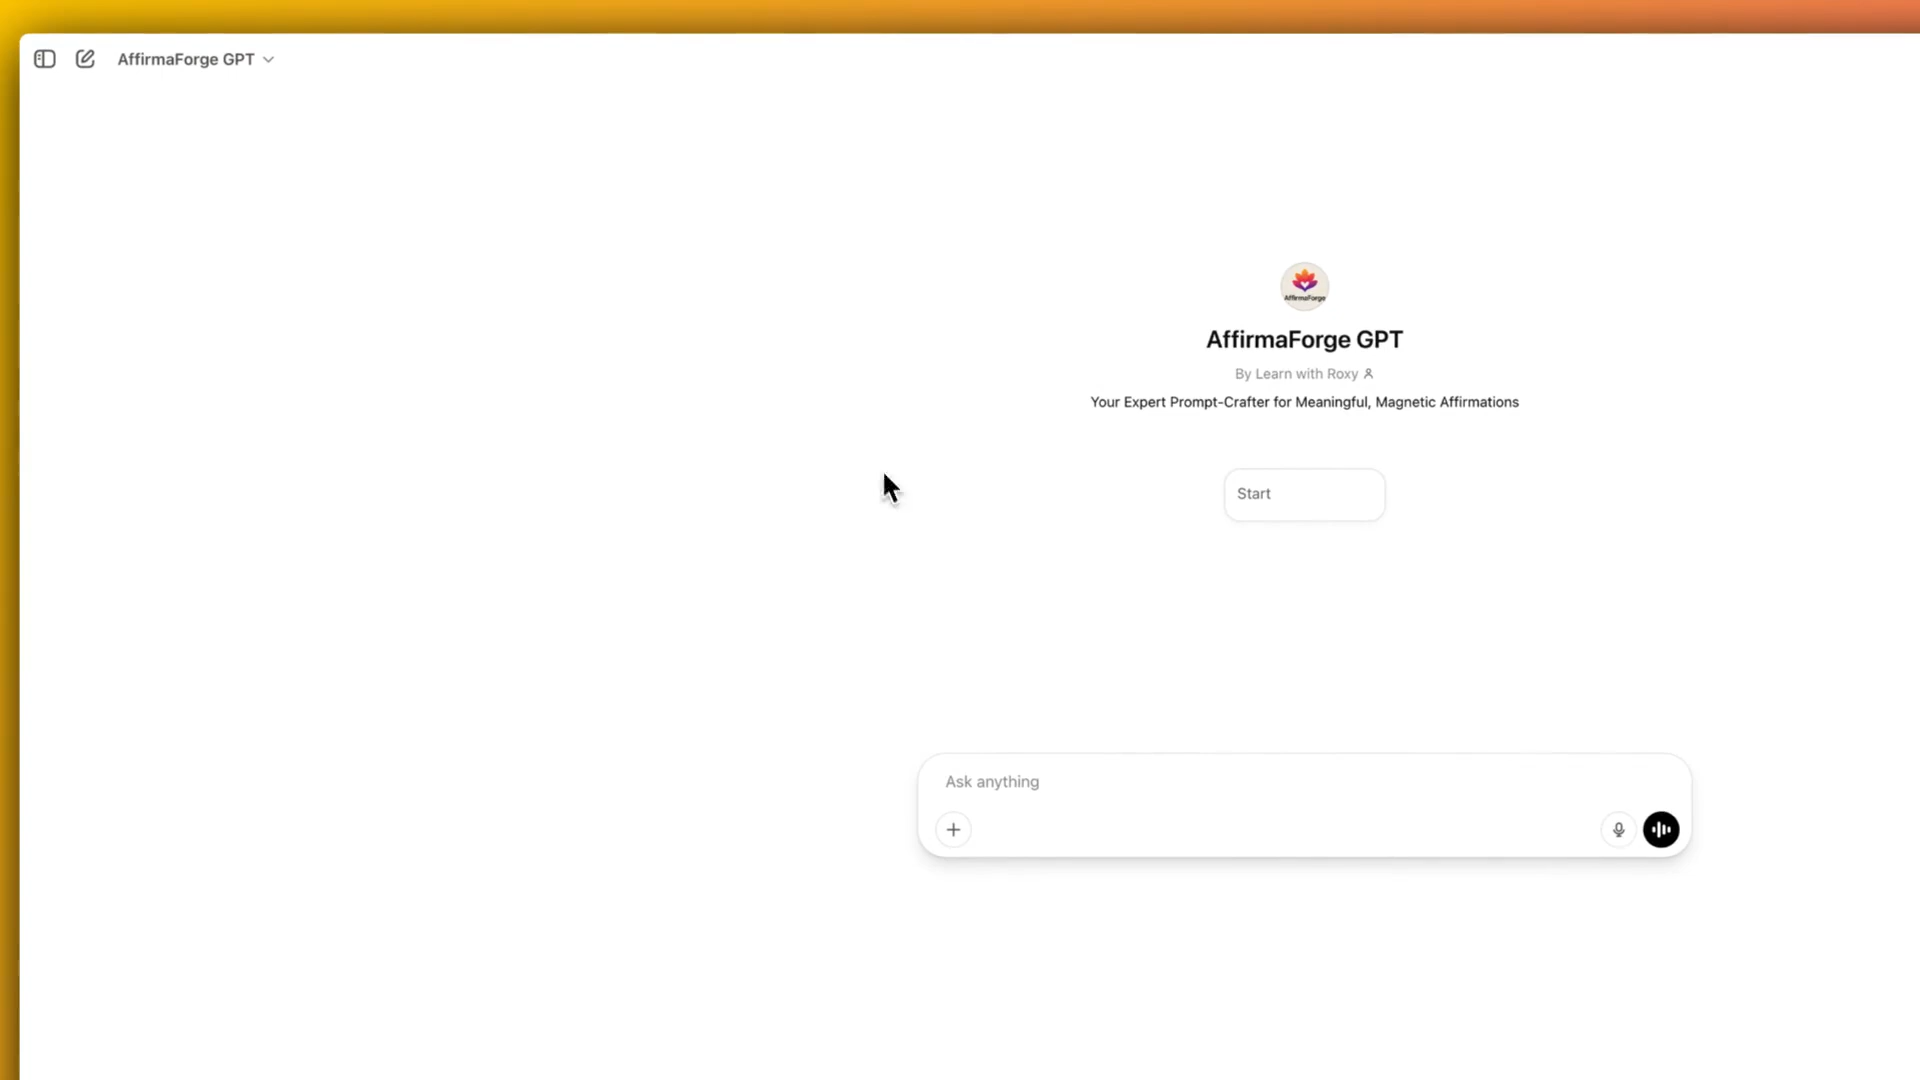 AffirmaForge GPT
AffirmaForge
AffirmaForge GPT
By Learn with Roxy
Your Expert Prompt-Crafter for Meaningful, Magnetic Affirmations
Start
Ask anything